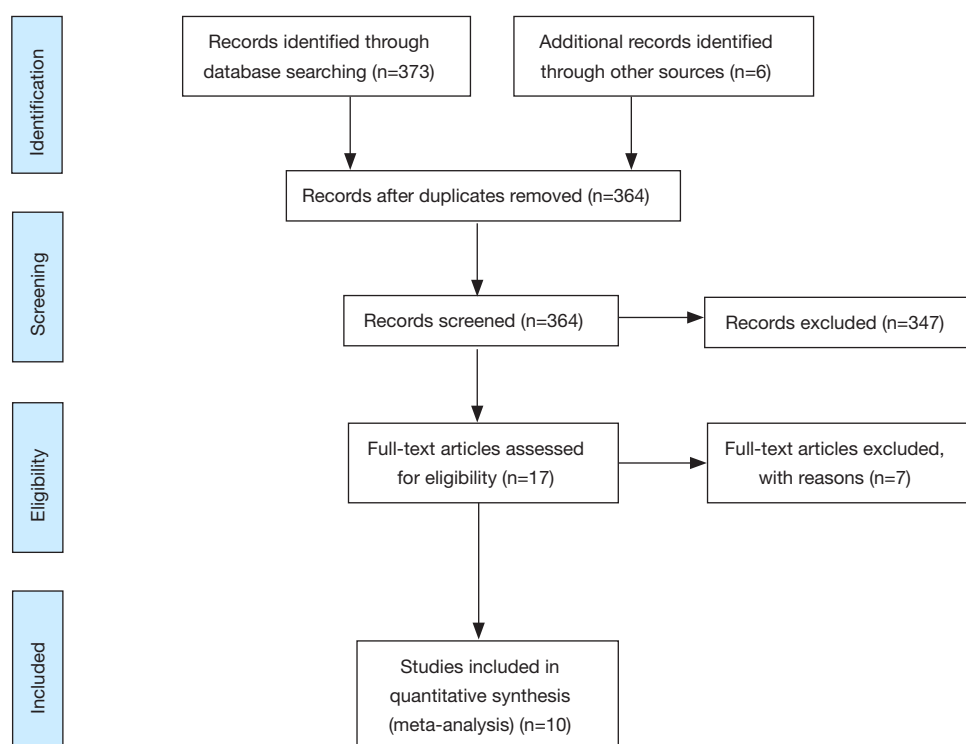 Identification
Records identified through
database searching (n=373)
Additional records identified
through other sources (n=6)
Records after duplicates removed (n=364)
Screening
Records screened (n=364)
Records excluded (n=347)
Eligibility
Full-text articles assessed
for eligibility (n=17)
Full-text articles excluded,
with reasons (n=7)
Included
Studies included in
quantitative synthesis
(meta-analysis) (n=10)